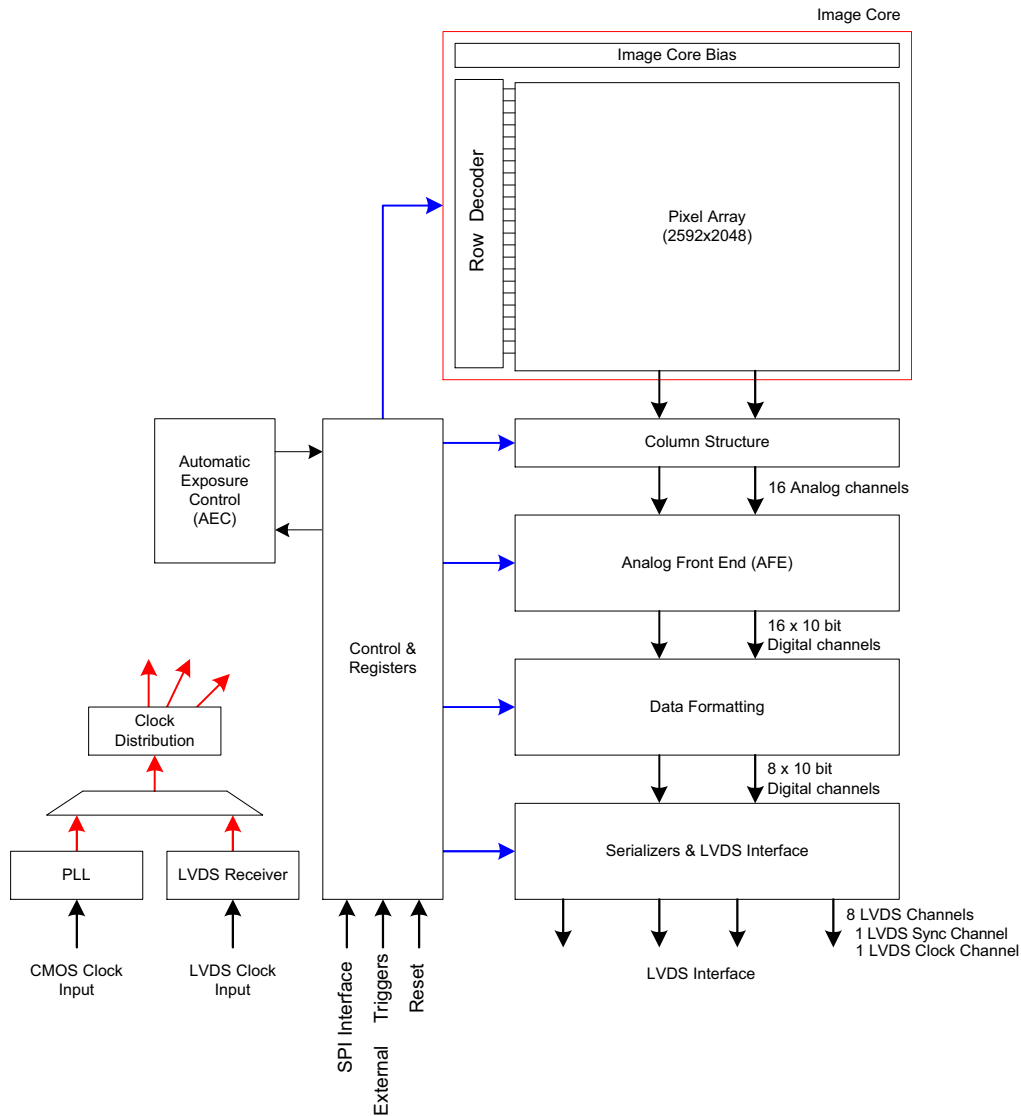 Image Core
Image Core Bias
Row Decoder
Pixel Array
(2592x2048)
Column Structure
16 Analog channels
Automatic
Exposure
Control
(AEC)
Analog Front End (AFE)
16 x 10 bit
Digital channels
Control &
Registers
Data Formatting
Clock
Distribution
8 x 10 bit
Digital channels
Serializers & LVDS Interface
PLL
LVDS Receiver
8 LVDS Channels
1 LVDS Sync Channel
1 LVDS Clock Channel
CMOS Clock
Input
LVDS Clock
Input
SPI Interface
External Triggers
Reset
LVDS Interface